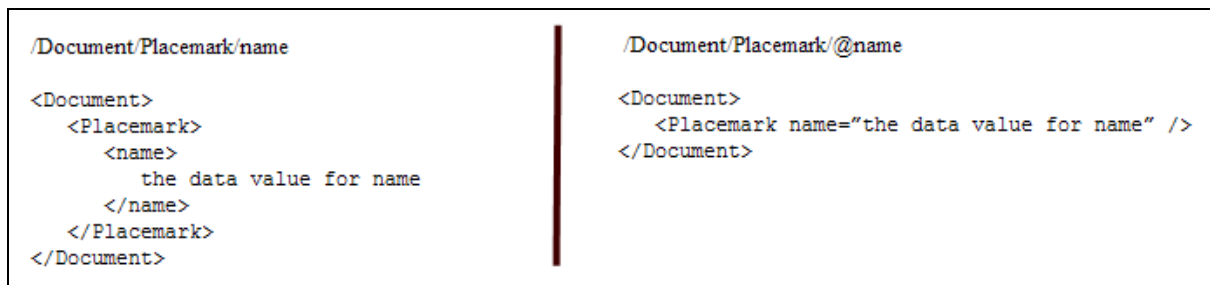 /Document/Placemark/name
<Document>
<Placemark>
<name>
the data value for name
</name>
</Placemark>
</Document>
/Document/Placemark/@name
<Document>
<Placemark name=”the data value for name” />
</Document>